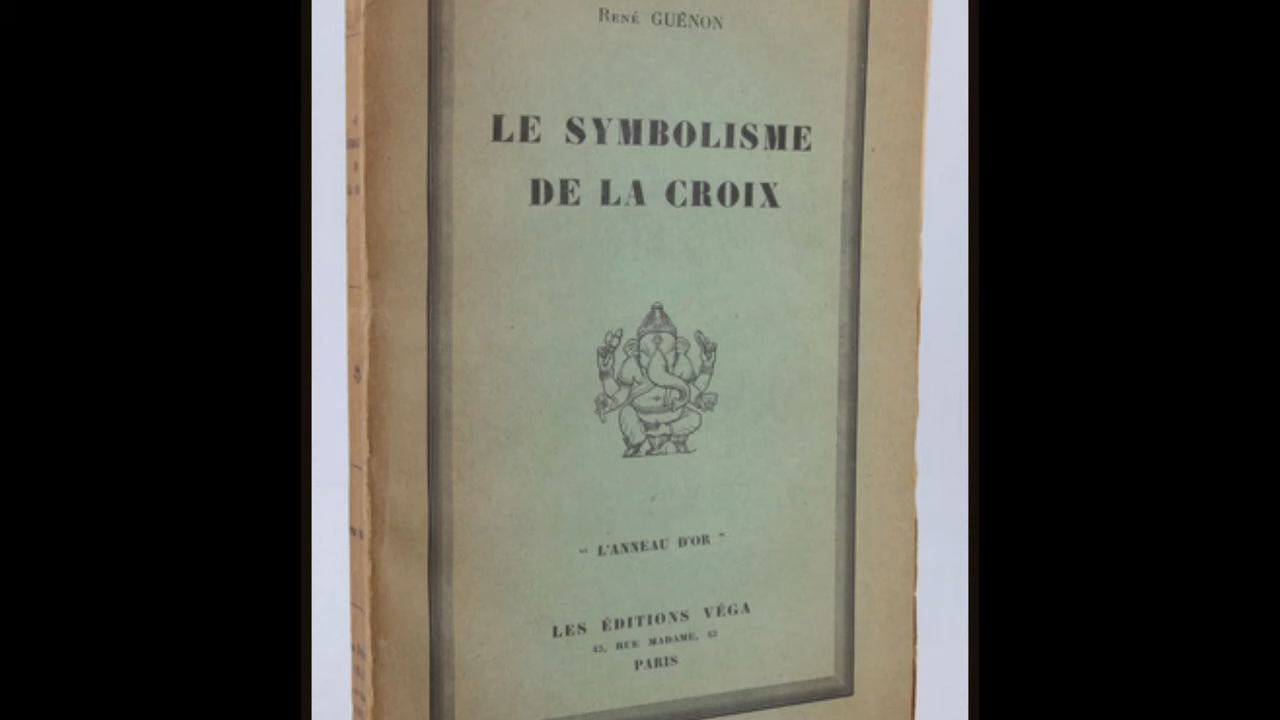 René GUÉNON
LE SYMBOLISME
DE LA CROIX
“ L'ANNEAU D'OR ”
LES ÉDITIONS VÉGA
43, RUE MADAME, 43
PARIS